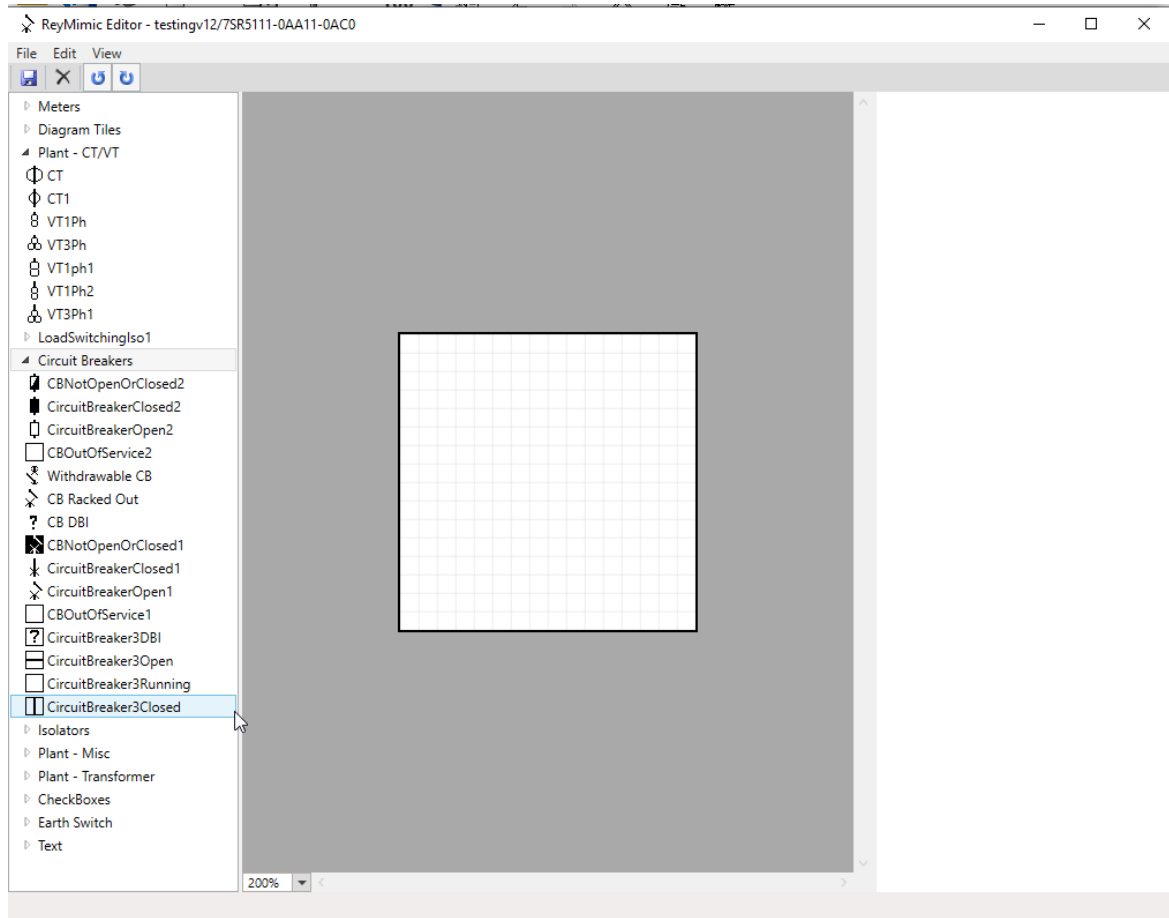 ReyMimic Editor - testingv12/7SR5111-0AA11-0AC0
File Edit View
Meters
Diagram Tiles
Plant - CT/VT
CT
CT1
VT1Ph
VT3Ph
VT1ph1
VT1Ph2
VT3Ph1
LoadSwitchingIso1
Circuit Breakers
CBNotOpenOrClosed2
CircuitBreakerClosed2
CircuitBreakerOpen2
CBOutOfService2
Withdrawable CB
CB Racked Out
? CB DBI
CBNotOpenOrClosed1
CircuitBreakerClosed1
CircuitBreakerOpen1
CBOutOfService1
? CircuitBreaker3DBI
CircuitBreaker3Open
CircuitBreaker3Running
CircuitBreaker3Closed
Isolators
Plant - Misc
Plant - Transformer
CheckBoxes
Earth Switch
Text
200%